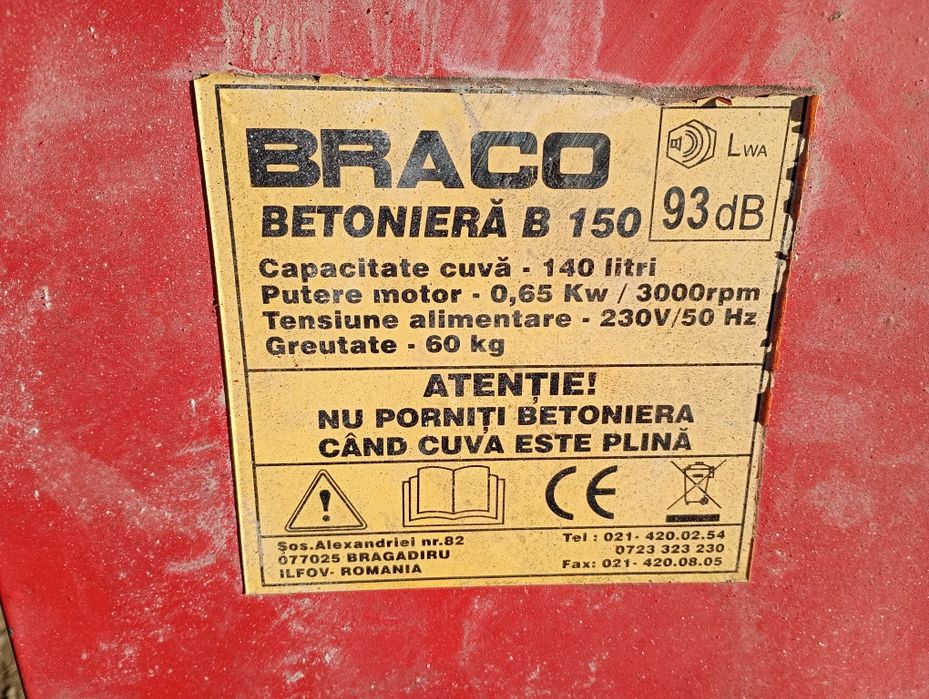 BRACO
LWA
BETONIERĂ B 150
93 dB
Capacitate cuvă - 140 litri
Putere motor - 0,65 Kw / 3000rpm
Tensiune alimentare - 230V/50 Hz
Greutate - 60 kg
ATENȚIE!
NU PORNIȚI BETONIERA
CÂND CUVA ESTE PLINĂ
CE
Șos.Alexandriei nr.82
077025 BRAGADIRU
ILFOV- ROMANIA
Tel : 021- 420.02.54
0723 323 230
Fax: 021- 420.08.05